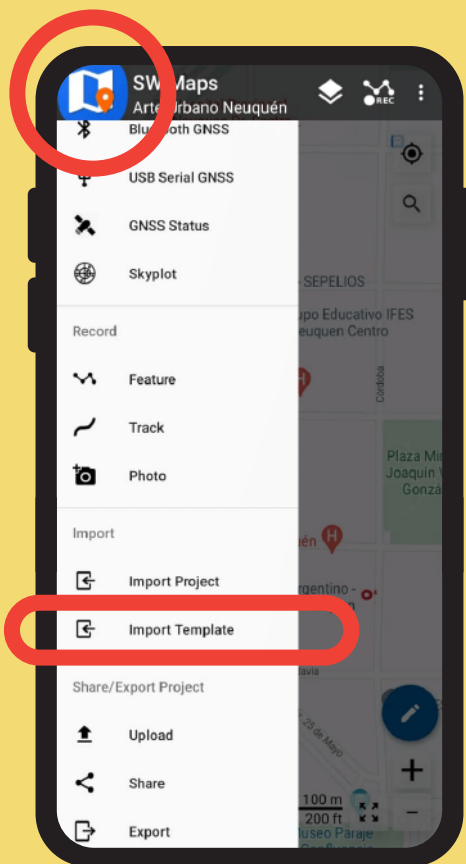 SW Maps
Arte Urbano Neuquén
Bluetooth GNSS
USB Serial GNSS
GNSS Status
Skyplot
Record
Feature
Track
Photo
Import
Import Project
Import Template
Share/Export Project
Upload
Share
Export
REC
SEPELIOS
upo Educativo IFES
euquen Centro
Córdoba
Plaza Mi
Joaquín V
Gonzá
én
H
rgentino -
avia
25 de Mayo
100 m
200 ft
useo Paraje